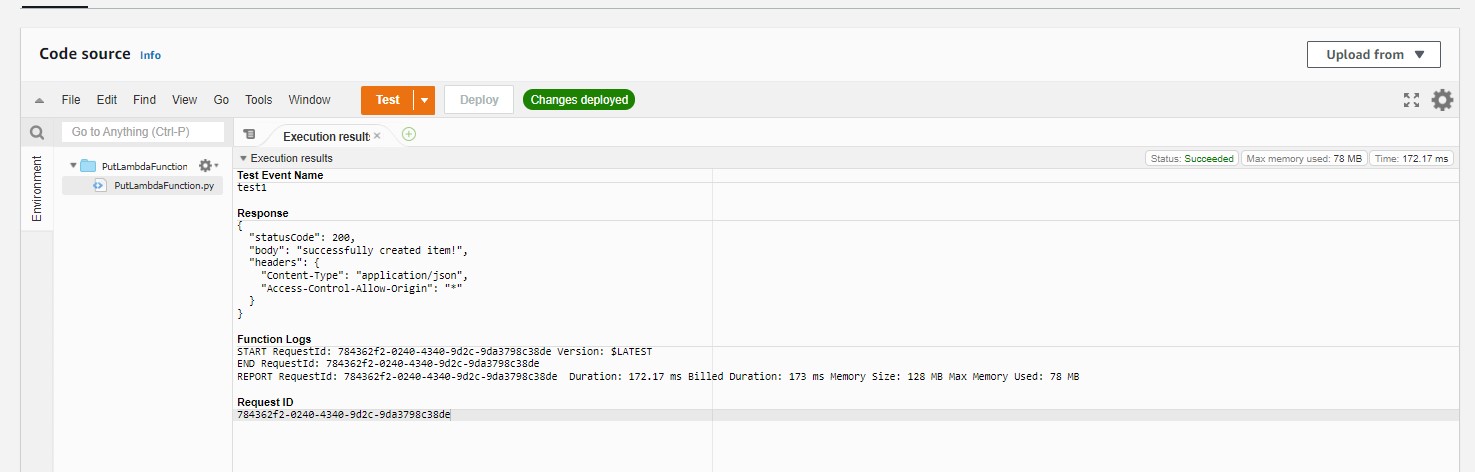 Code source Info
Upload from
File Edit Find View Go Tools Window Test Deploy Changes deployed
Go to Anything (Ctrl-P)
Execution result
Environment
PutLambdaFunction
PutLambdaFunction.py
Execution results
Status: Succeeded Max memory used: 78 MB Time: 172.17 ms
Test Event Name
test1
Response
{
  "statusCode": 200,
  "body": "successfully created item!",
  "headers": {
    "Content-Type": "application/json",
    "Access-Control-Allow-Origin": "*"
  }
}
Function Logs
START RequestId: 784362f2-0240-4340-9d2c-9da3798c38de Version: $LATEST
END RequestId: 784362f2-0240-4340-9d2c-9da3798c38de
REPORT RequestId: 784362f2-0240-4340-9d2c-9da3798c38de Duration: 172.17 ms Billed Duration: 173 ms Memory Size: 128 MB Max Memory Used: 78 MB
Request ID
784362f2-0240-4340-9d2c-9da3798c38de